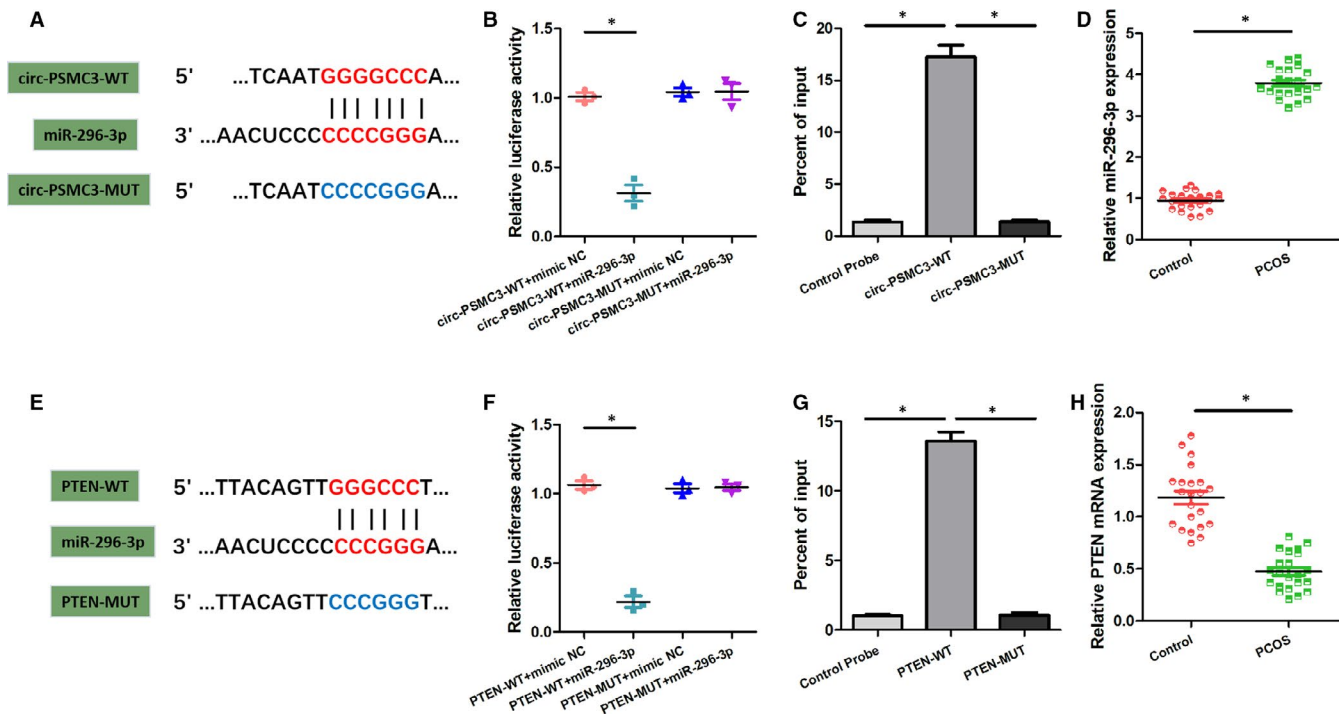 A
circ-PSMC3-WT
5' ...TCAATGGGGCCCA...
miR-296-3p
3' ...AACUCCCCCCCGGGA...
circ-PSMC3-MUT
5' ...TCAATCCCCGGGA...
B
Relative luciferase activity
1.5
1.0
0.5
0.0
*
circ-PSMC3-WT+mimic NC
circ-PSMC3-WT+miR-296-3p
circ-PSMC3-MUT+mimic NC
circ-PSMC3-MUT+miR-296-3p
C
Percent of input
20
15
10
5
0
*
*
Control Probe
circ-PSMC3-WT
circ-PSMC3-MUT
D
Relative miR-296-3p expression
5
4
3
2
1
0
*
Control
PCOS
E
PTEN-WT
5' ...TTACAGTTGGGCCCT...
miR-296-3p
3' ...AACUCCCCCCCGGGA...
PTEN-MUT
5' ...TTACAGTTCCCGGGT...
F
Relative luciferase activity
1.5
1.0
0.5
0.0
*
PTEN-WT+mimic NC
PTEN-WT+miR-296-3p
PTEN-MUT+mimic NC
PTEN-MUT+miR-296-3p
G
Percent of input
15
10
5
0
*
*
Control Probe
PTEN-WT
PTEN-MUT
H
Relative PTEN mRNA expression
2.0
1.5
1.0
0.5
0.0
*
Control
PCOS